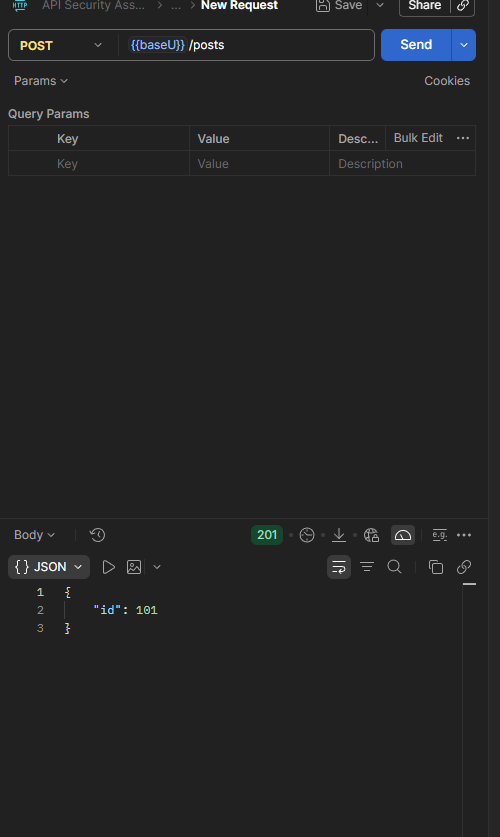 HTTP API Security Ass... > ... > New Request Save Share
POST {{baseU}} /posts Send
Params Cookies
Query Params
Key Value Desc... Bulk Edit ...
Key Value Description
Body 201 e.g. ...
{} JSON
1 {
2 "id": 101
3 }